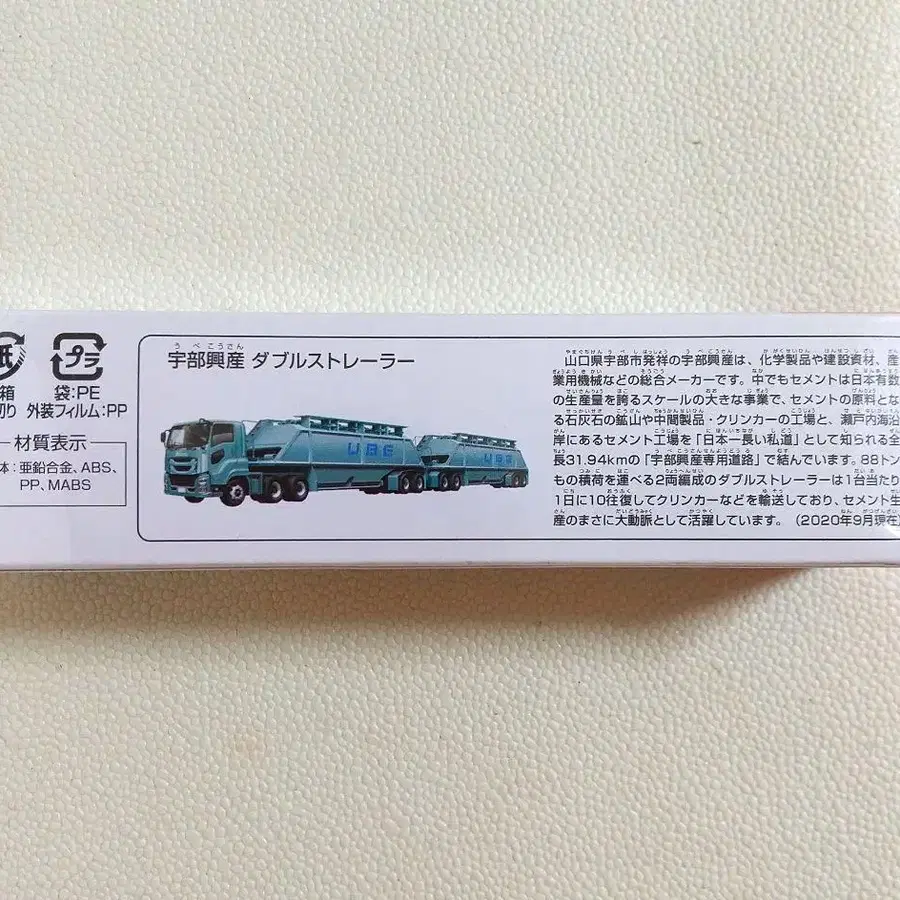 紙
箱
切り
プラ
袋:PE
外装フィルム:PP
材質表示
体:亜鉛合金、ABS、
PP、MABS
うべこうさん
宇部興産 ダブルストレーラー
UBE
UBE
山口県宇部市発祥の宇部興産は、化学製品や建設資材、産
業用機械などの総合メーカーです。中でもセメントは日本有数
の生産量を誇るスケールの大きな事業で、セメントの原料とな
る石灰石の鉱山や中間製品・クリンカーの工場と、瀬戸内海沿
岸にあるセメント工場を「日本一長い私道」として知られる全
長31.94kmの「宇部興産専用道路」で結んでいます。88トン
もの積荷を運べる2両編成のダブルストレーラーは1台当たり
1日に10往復してクリンカーなどを輸送しており、セメント生
産のまさに大動脈として活躍しています。(2020年9月現在)